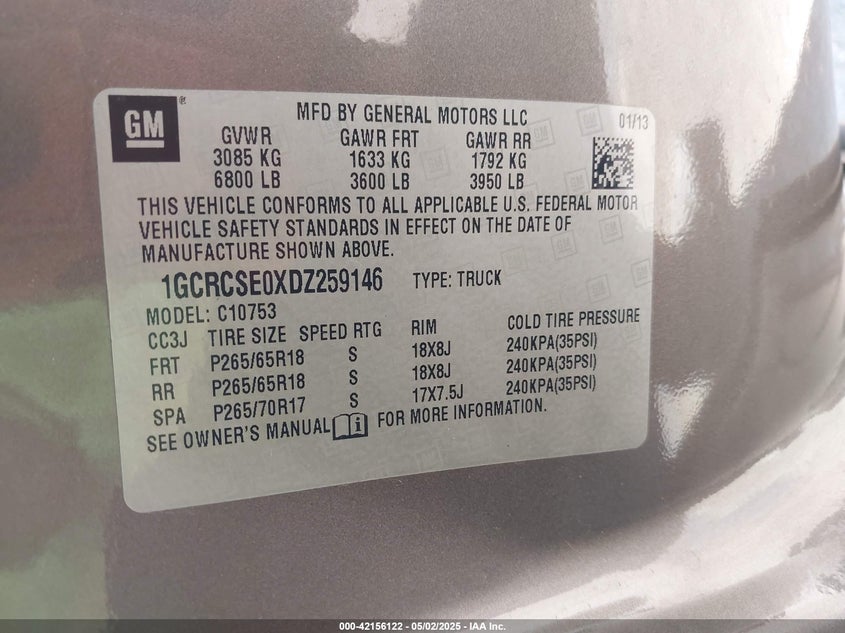 GM®
MFD BY GENERAL MOTORS LLC
01/13
GVWR GAWR FRT GAWR RR
3085 KG 1633 KG 1792 KG
6800 LB 3600 LB 3950 LB
THIS VEHICLE CONFORMS TO ALL APPLICABLE U.S. FEDERAL MOTOR
VEHICLE SAFETY STANDARDS IN EFFECT ON THE DATE OF
MANUFACTURE SHOWN ABOVE.
1GCRCSE0XDZ259146 TYPE: TRUCK
MODEL: C10753
CC3J TIRE SIZE SPEED RTG RIM COLD TIRE PRESSURE
FRT P265/65R18 S 18X8J 240KPA(35PSI)
RR P265/65R18 S 18X8J 240KPA(35PSI)
SPA P265/70R17 S 17X7.5J 240KPA(35PSI)
SEE OWNER'S MANUAL FOR MORE INFORMATION.
000-42156122 - 05/02/2025 - IAA Inc.